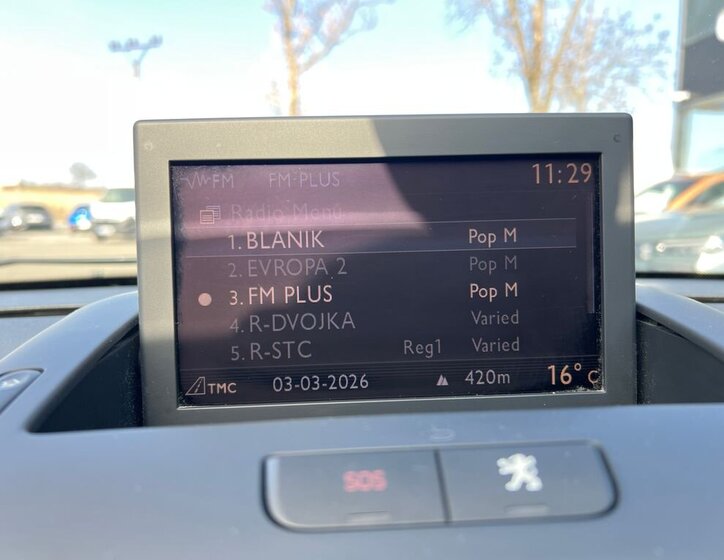 FM FM PLUS 11:29
Radio Menu
1. BLANIK Pop M
2. EVROPA 2 Pop M
3. FM PLUS Pop M
4. R-DVOJKA Varied
5. R-STC Reg1 Varied
TMC 03-03-2026 420m 16° C
SOS